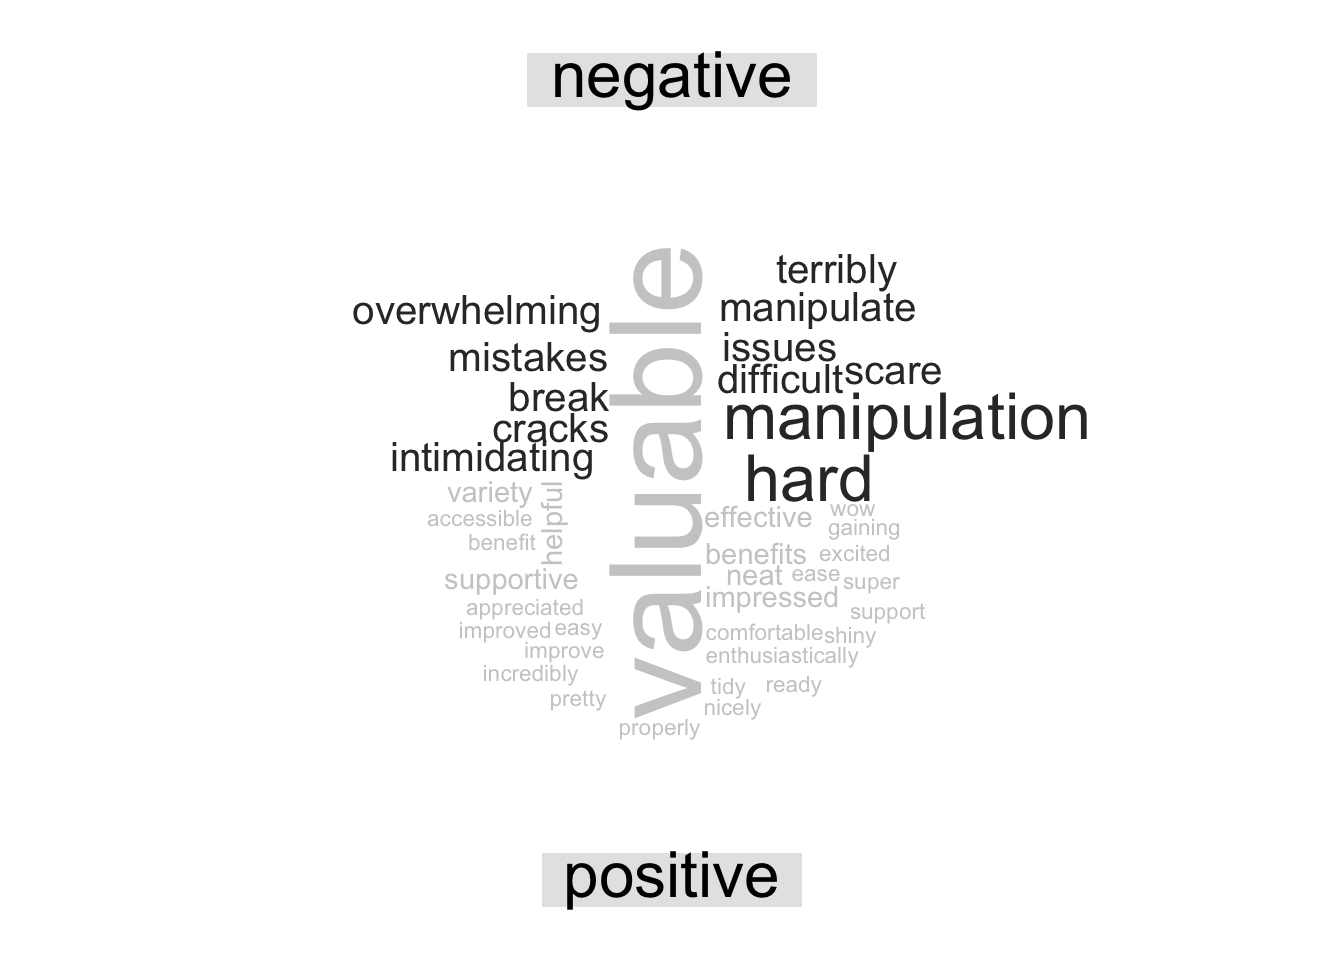 negative
valuable
terribly
overwhelming
manipulate
mistakes
issues
difficult
scare
break
manipulation
cracks
intimidating
hard
variety
helpful
accessible
benefit
effective
wow
gaining
benefits
excited
supportive
neat
ease
super
appreciated
impressed
support
improved
easy
comfortable
shiny
improve
enthusiastically
incredibly
tidy
ready
pretty
nicely
properly
positive